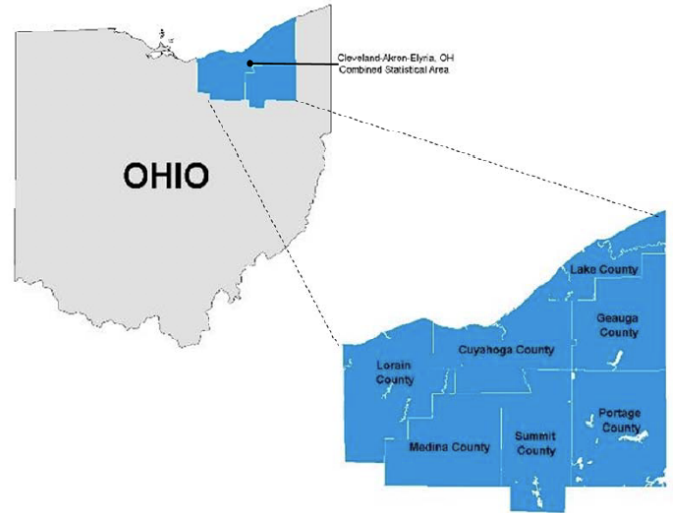 Cleveland-Akron-Elyria, OH
Combined Statistical Area
OHIO
Lake County
Geauga
County
Cuyahoga County
Lorain
County
Portage
County
Summit
County
Medina County